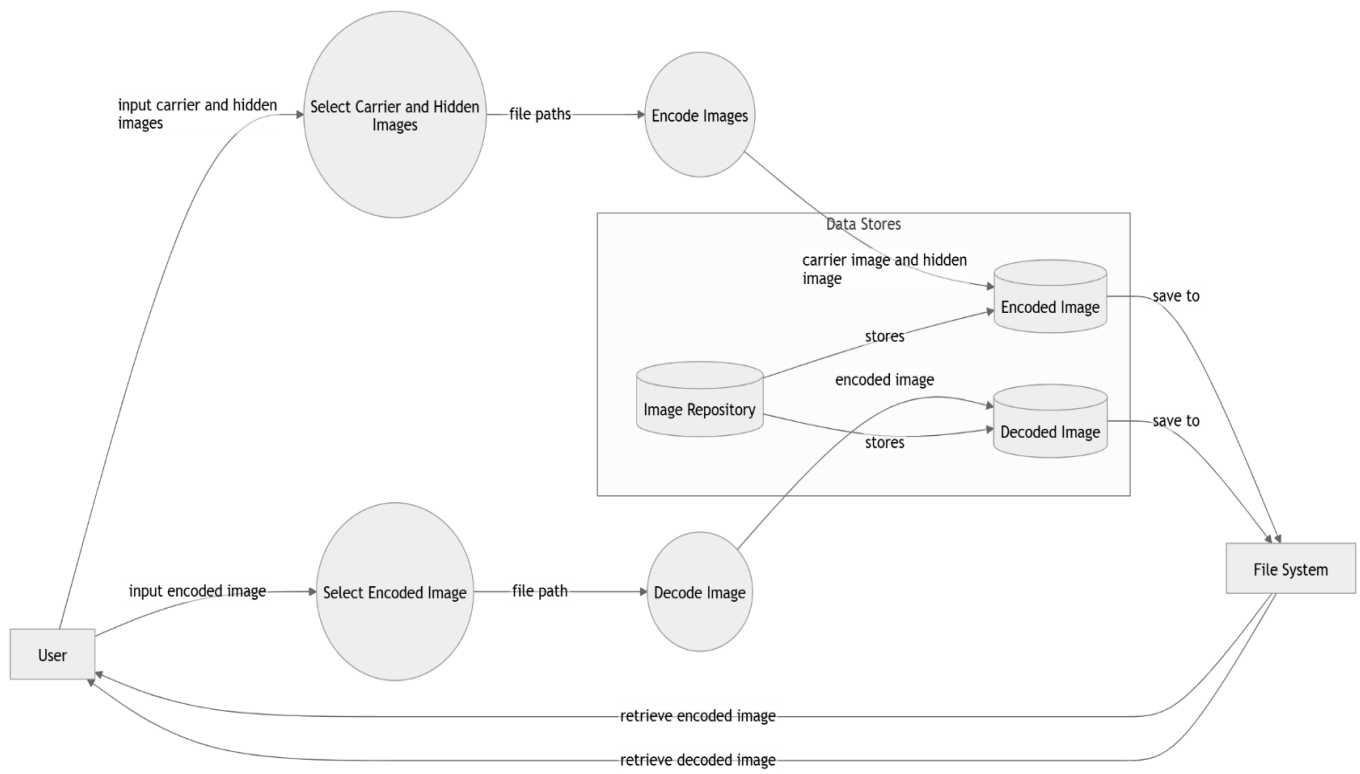 input carrier and hidden
images
Select Carrier and Hidden
Images
file paths
Encode Images
Data Stores
carrier image and hidden
image
Encoded Image
save to
stores
encoded image
Image Repository
Decoded Image
save to
stores
File System
input encoded image
Select Encoded Image
file path
Decode Image
User
retrieve encoded image
retrieve decoded image